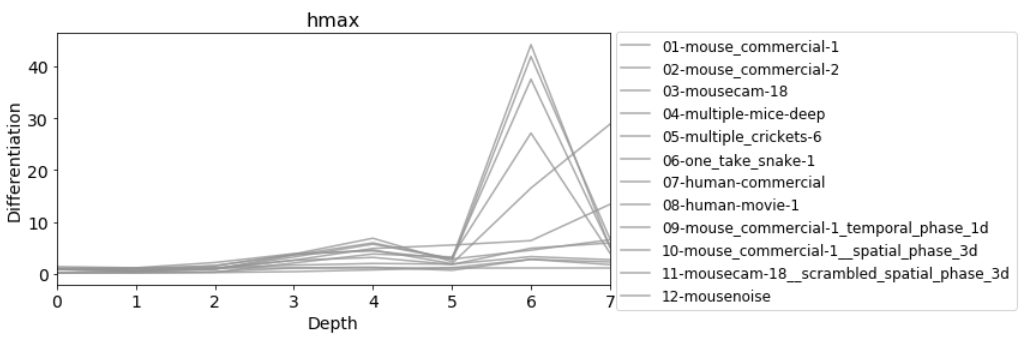 hmax
Differentiation
40
30
20
10
0
0 1 2 3 4 5 6 7
Depth
01-mouse_commercial-1
02-mouse_commercial-2
03-mousecam-18
04-multiple-mice-deep
05-multiple_crickets-6
06-one_take_snake-1
07-human-commercial
08-human-movie-1
09-mouse_commercial-1_temporal_phase_1d
10-mouse_commercial-1__spatial_phase_3d
11-mousecam-18__scrambled_spatial_phase_3d
12-mousenoise